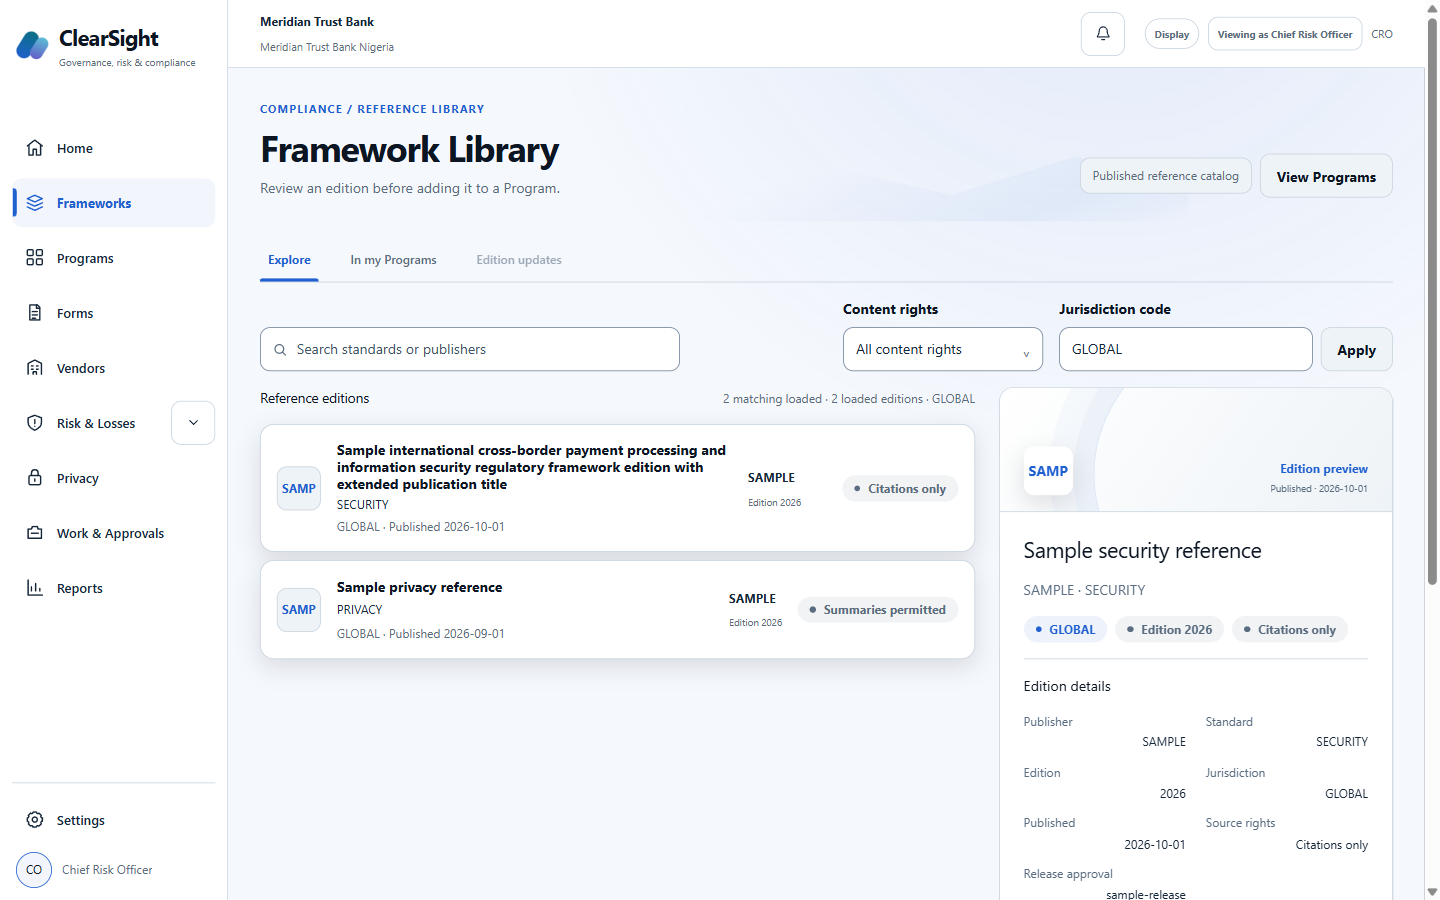 ClearSight
Governance, risk & compliance
Home
Frameworks
Programs
Forms
Vendors
Risk & Losses
Privacy
Work & Approvals
Reports
Settings
CO
Chief Risk Officer
Meridian Trust Bank
Meridian Trust Bank Nigeria
Display
Viewing as Chief Risk Officer
CRO
COMPLIANCE / REFERENCE LIBRARY
Framework Library
Review an edition before adding it to a Program.
Published reference catalog
View Programs
Explore
In my Programs
Edition updates
Content rights
Jurisdiction code
Search standards or publishers
All content rights
GLOBAL
Apply
Reference editions
2 matching loaded · 2 loaded editions · GLOBAL
SAMP
Sample international cross-border payment processing and
information security regulatory framework edition with
extended publication title
SECURITY
GLOBAL · Published 2026-10-01
SAMPLE
Edition 2026
Citations only
SAMP
Sample privacy reference
PRIVACY
GLOBAL · Published 2026-09-01
SAMPLE
Edition 2026
Summaries permitted
SAMP
Edition preview
Published · 2026-10-01
Sample security reference
SAMPLE · SECURITY
GLOBAL
Edition 2026
Citations only
Edition details
Publisher
SAMPLE
Standard
SECURITY
Edition
2026
Jurisdiction
GLOBAL
Published
2026-10-01
Source rights
Citations only
Release approval
sample-release